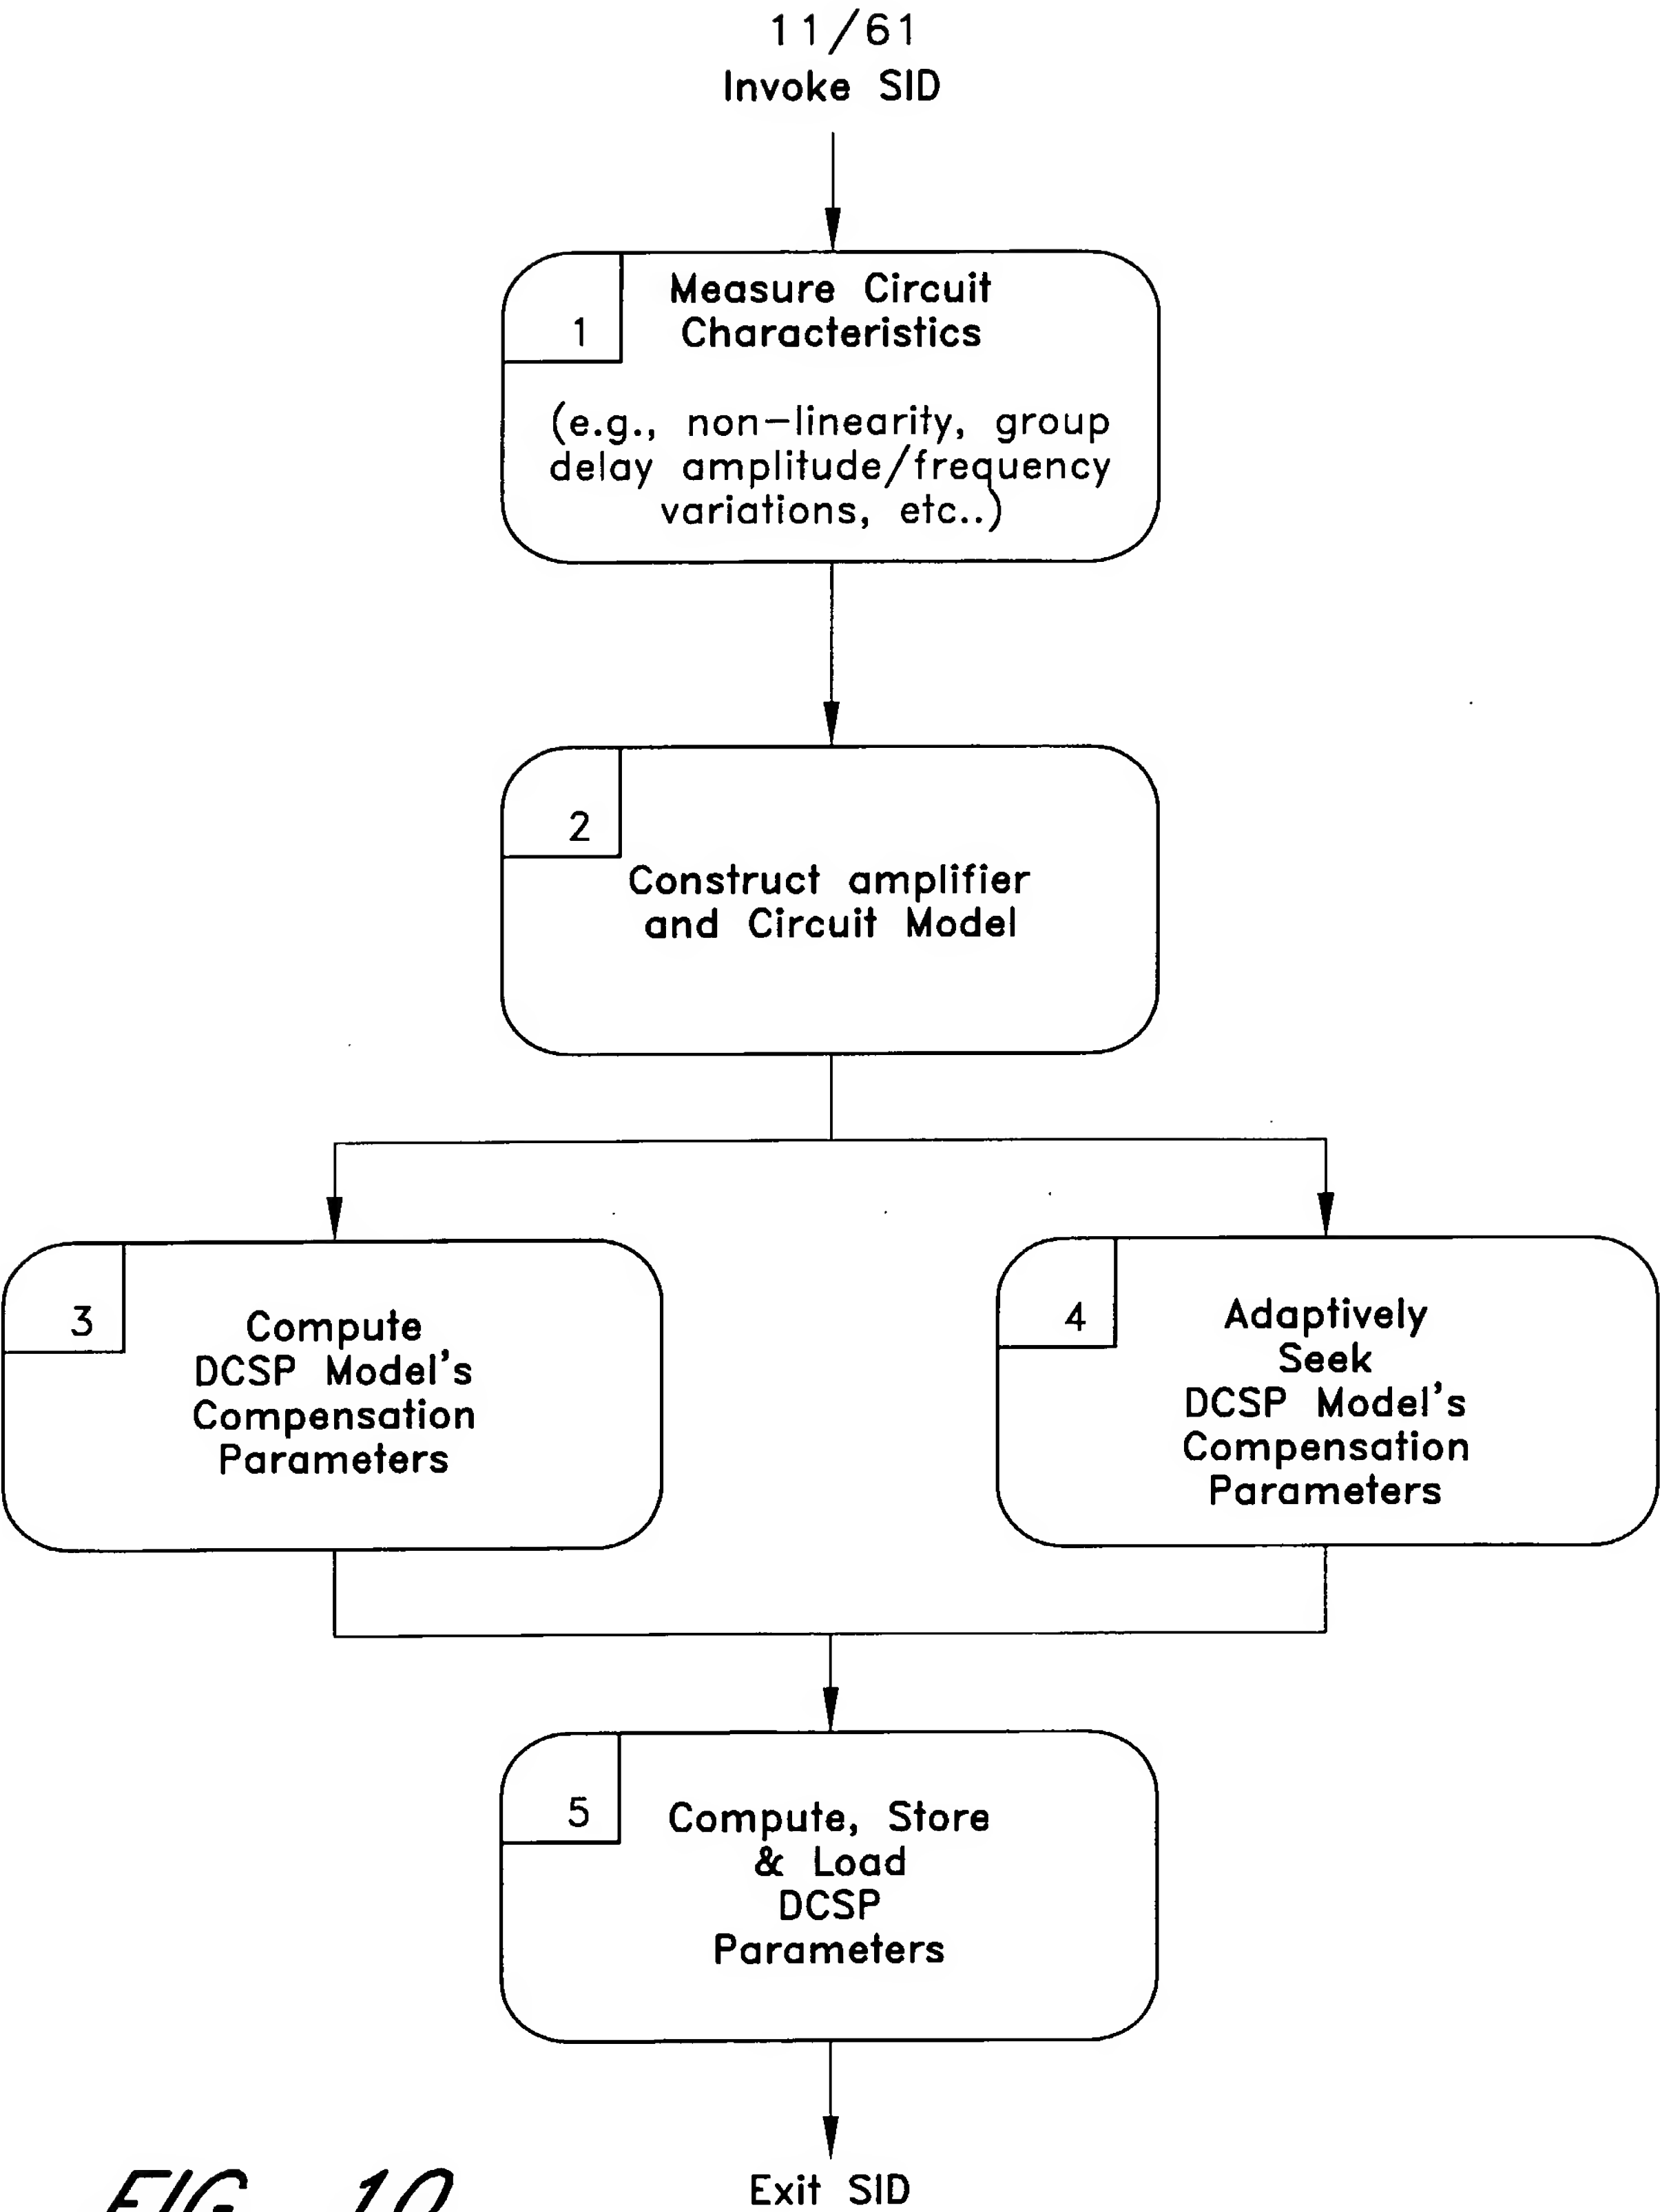 11/61
Invoke SID
1
Measure Circuit
Characteristics
(e.g., non-linearity, group
delay amplitude/frequency
variations, etc..)
2
Construct amplifier
and Circuit Model
3
Compute
DCSP Model's
Compensation
Parameters
4
Adaptively
Seek
DCSP Model's
Compensation
Parameters
5
Compute, Store
& Load
DCSP
Parameters
Exit SID
FIG. 10